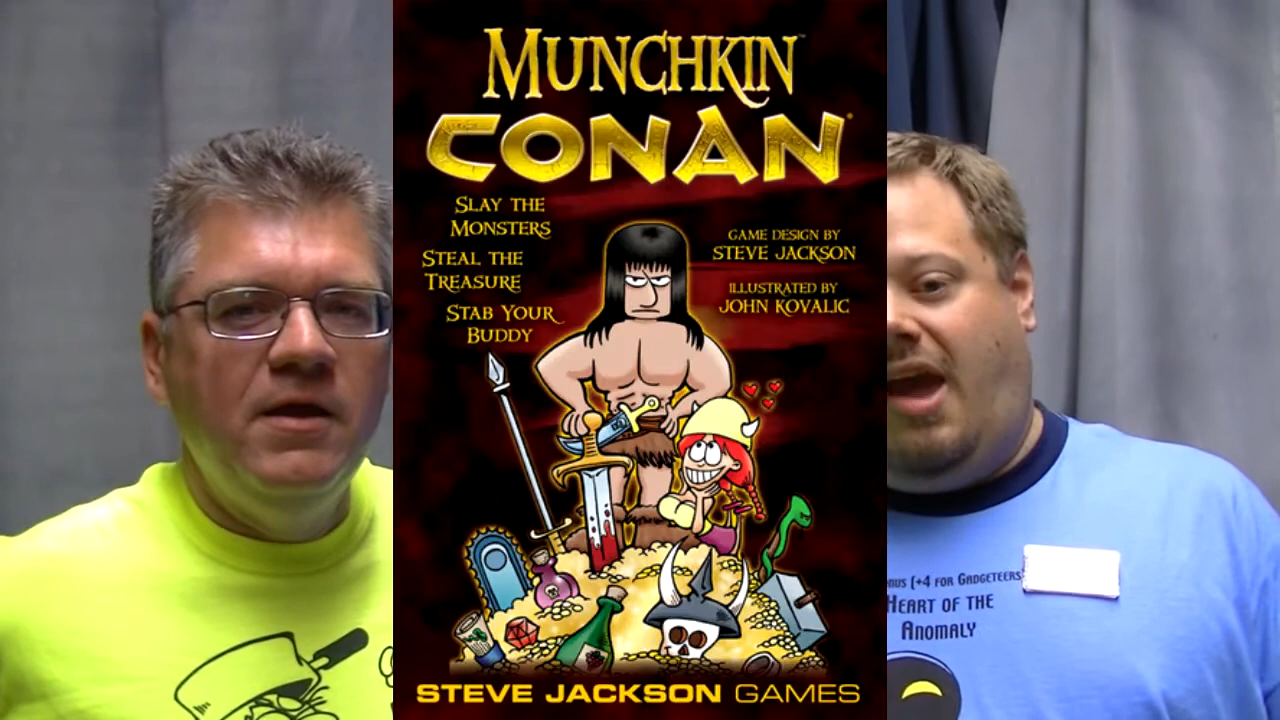 MUNCHKIN
CONAN
SLAY THE
MONSTERS
STEAL THE
TREASURE
STAB YOUR
BUDDY
GAME DESIGN BY
STEVE JACKSON
ILLUSTRATED BY
JOHN KOVALIC
STEVE JACKSON GAMES
(+4 FOR GADGETEERS
HEART OF THE
ANOMALY